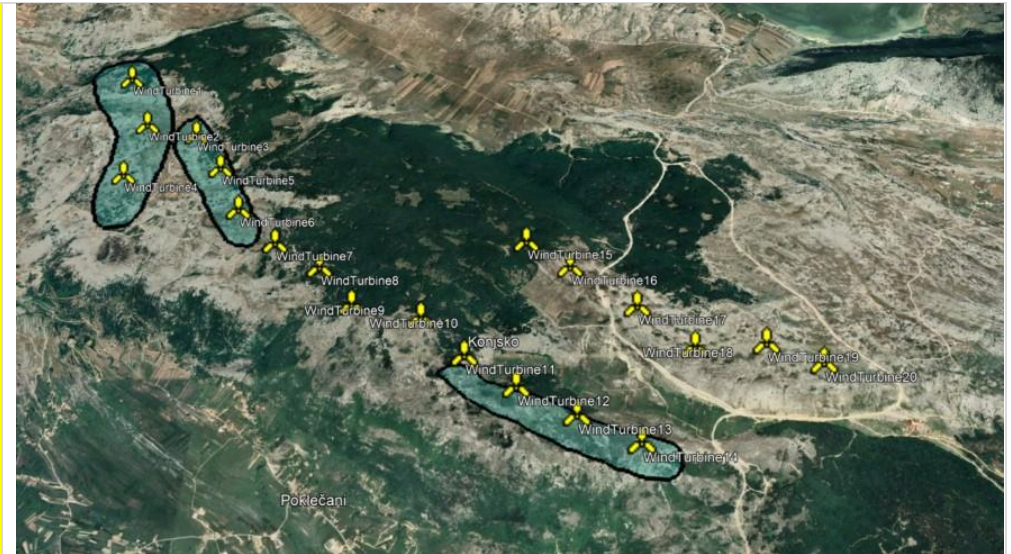 WindTurbine1
WindTurbine2
WindTurbine3
WindTurbine4
WindTurbine5
WindTurbine6
WindTurbine7
WindTurbine8
WindTurbine9
WindTurbine10
WindTurbine15
WindTurbine16
WindTurbine17
WindTurbine18
WindTurbine19
WindTurbine20
Konjsko
WindTurbine11
WindTurbine12
WindTurbine13
WindTurbine14
Poklečani